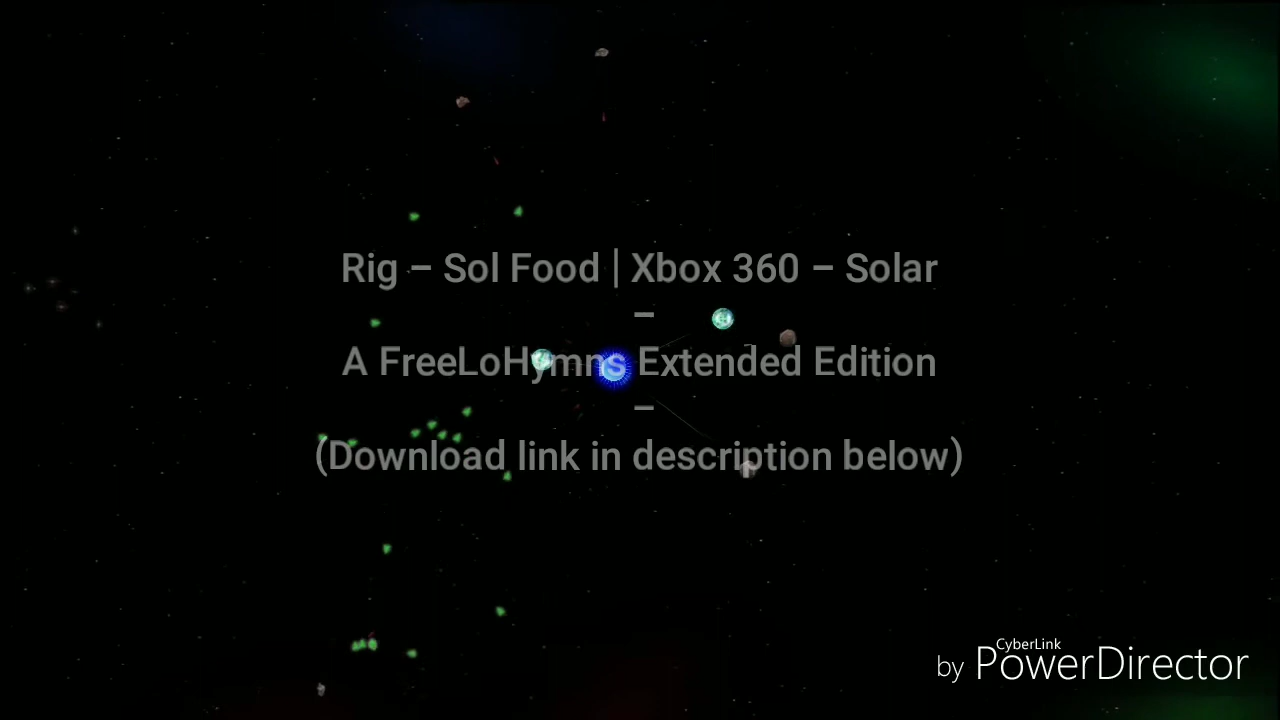 Rig – Sol Food | Xbox 360 – Solar
–
A FreeLoHymns Extended Edition
–
(Download link in description below)
CyberLink
by PowerDirector